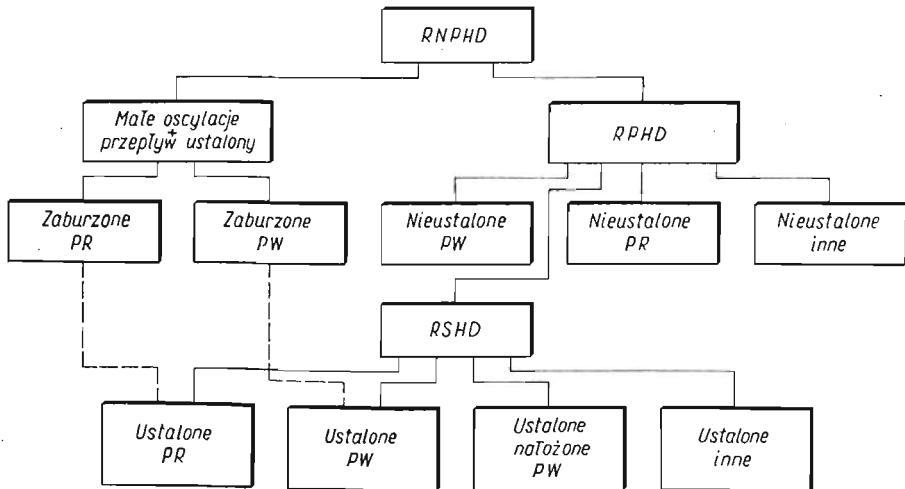 RNPHD
Małe oscylacje
+
przepływ ustalony
RPHD
Zaburzone
PR
Zaburzone
PW
Nieustalone
PW
Nieustalone
PR
Nieustalone
inne
RSHD
Ustalone
PR
Ustalone
PW
Ustalone
nałożone
PW
Ustalone
inne